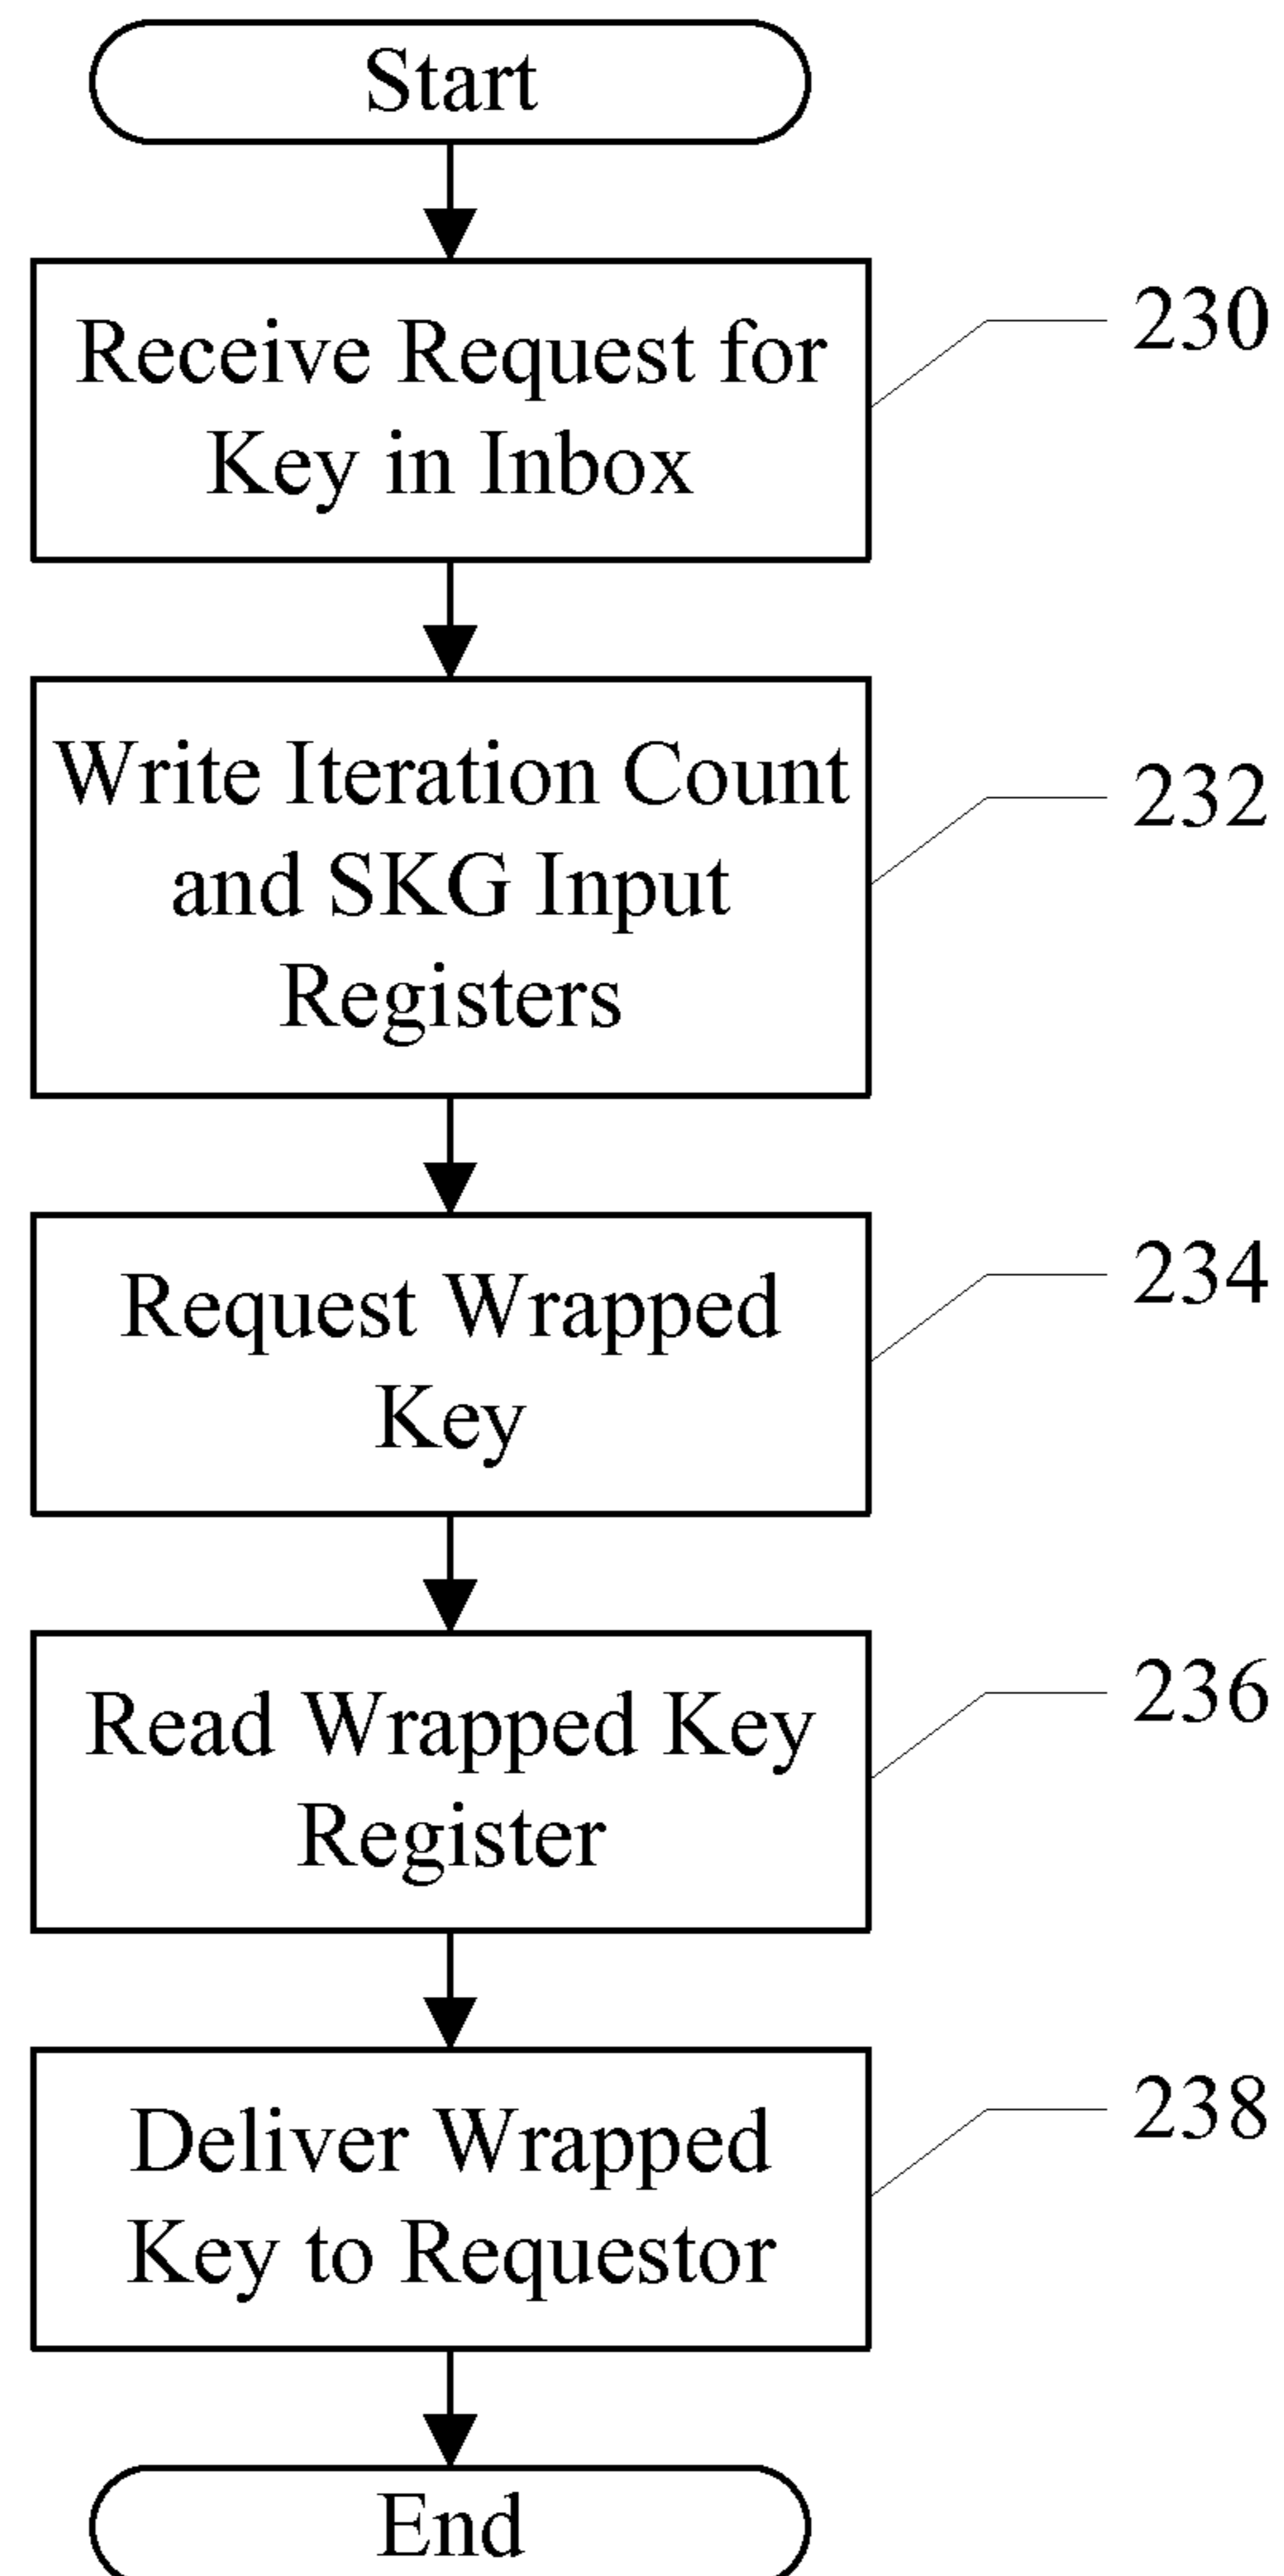 Start
Receive Request for
Key in Inbox
230
Write Iteration Count
and SKG Input
Registers
232
Request Wrapped
Key
234
Read Wrapped Key
Register
236
Deliver Wrapped
Key to Requestor
238
End